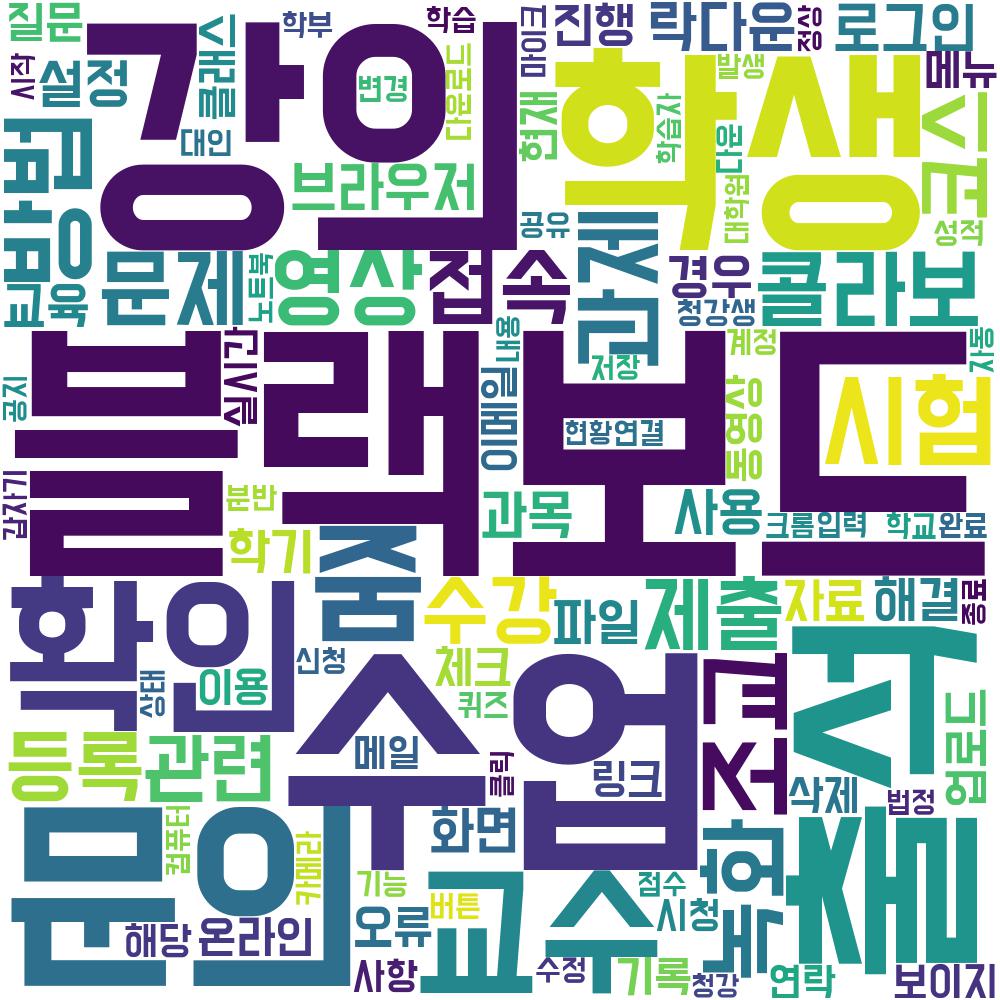 질문
강의
클래스
학부
학습
마이크
진행
락다운
정상
로그인
시작
설정
변경
다운로드
대인
브라우저
현재
학생
학습자
발생
다운
대학원
메뉴
시스
성적
방법
교육
문제
노트북
영상
접속
공유
과제
저장
경우
청강생
콜라보
블랙보드
공지
실시간
갑자기
내용
이메일
현황연결
계정
동영상
시험
자동
분반
학기
과목
사용
크롬입력
학교완료
줌
확인
이용
상태
신청
수강
체크
퀴즈
파일
제출
자료
해결
종료
등록
관련
수업
메일
클릭
링크
교조
삭제
법정
드로업
출석
문의
컴퓨터
카메라
해당
온라인
화면
기능
버튼
오류
사항
교수
수정
점수
시청
기록
청강
녹화
연락
보이지